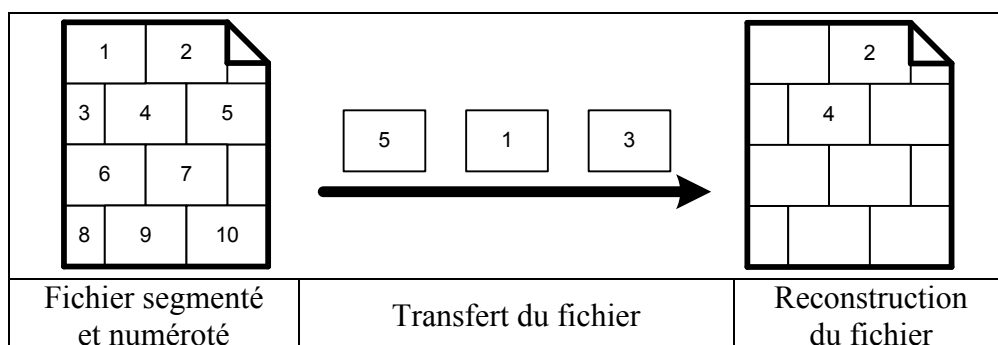 1 2
3 4 5
6 7
8 9 10
5 1 3
2
4
Fichier segmenté
et numéroté
Transfert du fichier
Reconstruction
du fichier